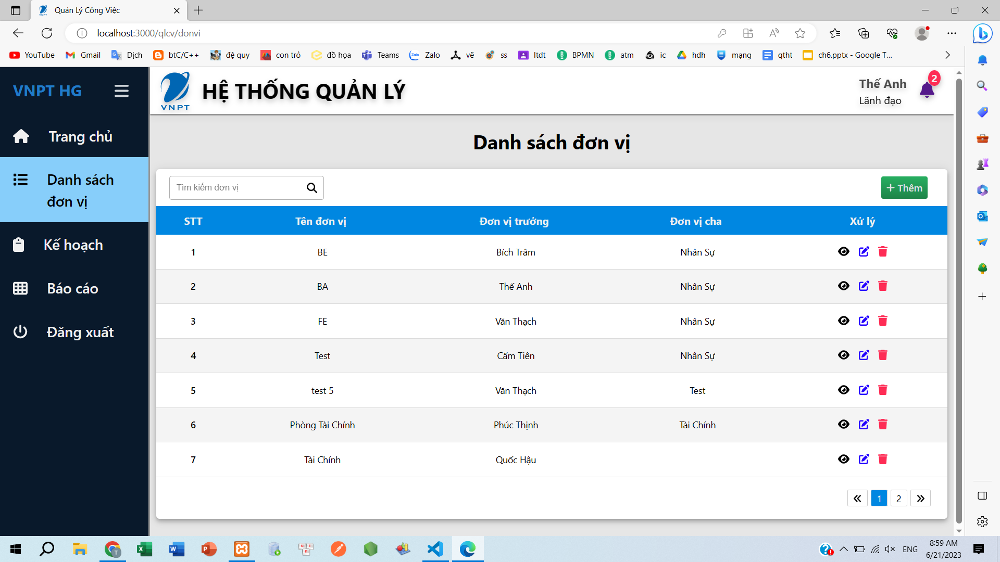 Quản Lý Công Việc
localhost:3000/qlcv/donvi
YouTube Gmail Dịch btC/C++ đệ quy con trỏ đồ họa Teams Zalo vẽ ss ltdt BPMN atm ic hdh mạng qtht ch6.pptx - Google T...
VNPT HG
VNPT
HỆ THỐNG QUẢN LÝ
Thế Anh
Lãnh đạo
2
Trang chủ
Danh sách
đơn vị
Kế hoạch
Báo cáo
Đăng xuất
Danh sách đơn vị
Tìm kiếm đơn vị
+ Thêm
STT Tên đơn vị Đơn vị trưởng Đơn vị cha Xử lý
1 BE Bích Trâm Nhân Sự
2 BA Thế Anh Nhân Sự
3 FE Văn Thạch Nhân Sự
4 Test Cẩm Tiên Nhân Sự
5 test 5 Văn Thạch Test
6 Phòng Tài Chính Phúc Thịnh Tài Chính
7 Tài Chính Quốc Hậu
« 1 2 »
ENG
8:59 AM
6/21/2023